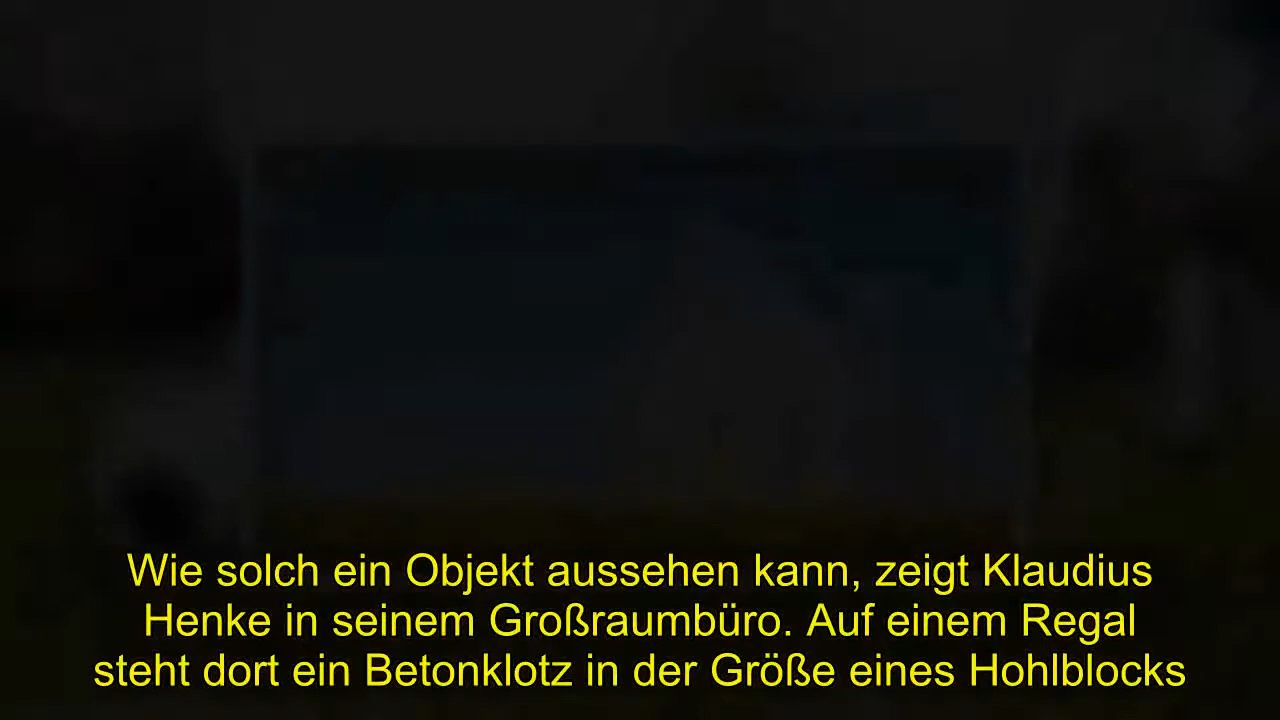 Wie solch ein Objekt aussehen kann, zeigt Klaudius
Henke in seinem Großraumbüro. Auf einem Regal
steht dort ein Betonklotz in der Größe eines Hohlblocks